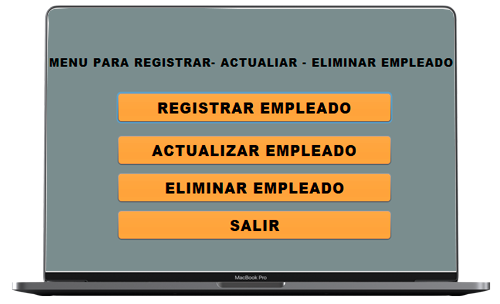 MENU PARA REGISTRAR- ACTUALIAR - ELIMINAR EMPLEADO
REGISTRAR EMPLEADO
ACTUALIZAR EMPLEADO
ELIMINAR EMPLEADO
SALIR
MacBook Pro